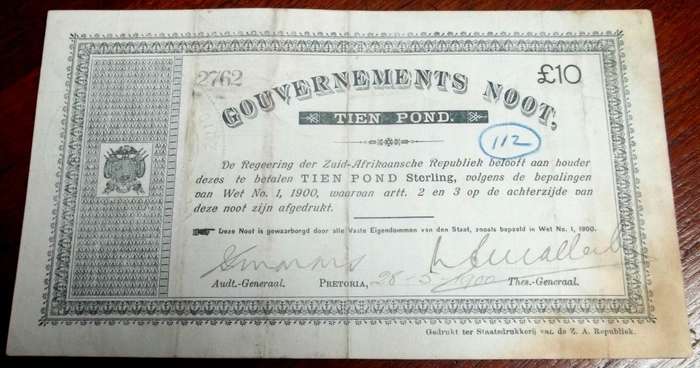 2762
£10
GOUVERNEMENTS NOOT,
TIEN POND.
112
De Regeering der Zuid-Afrikaansche Republiek belooft aan houder
dezes te betalen TIEN POND Sterling, volgens de bepalingen
van Wet No. 1, 1900, waarvan artt. 2 en 3 op de achterzijde van
deze noot zijn afgedrukt.
Deze Noot is gewaarborgd door alle Vaste Eigendommen van den Staat, zooals bepaald in Wet No. 1, 1900.
Audt.-Generaal. PRETORIA, 28-5-1900 Thes.-Generaal.
Gedrukt ter Staatsdrukkerij van de Z. A. Republiek.